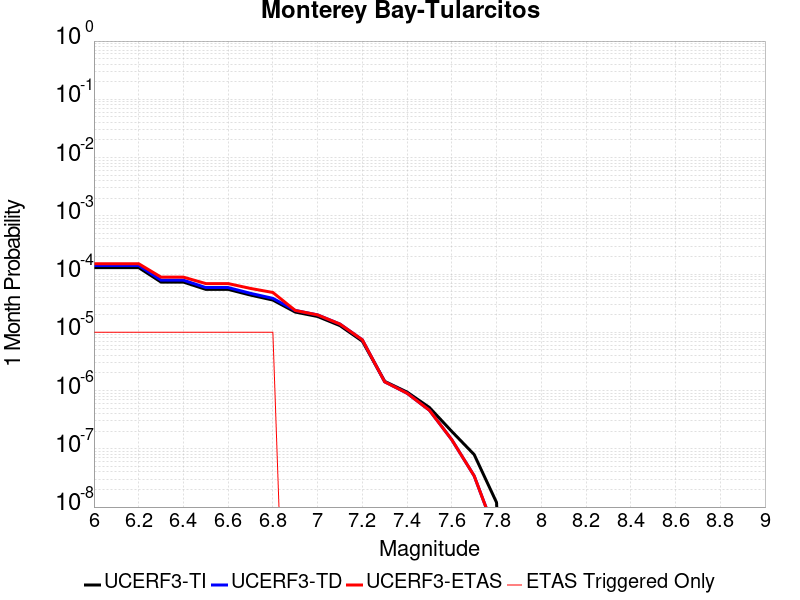 Monterey Bay-Tularcitos
10^0
10^-1
10^-2
10^-3
10^-4
10^-5
10^-6
10^-7
10^-8
1 Month Probability
6 6.2 6.4 6.6 6.8 7 7.2 7.4 7.6 7.8 8 8.2 8.4 8.6 8.8 9
Magnitude
UCERF3-TI UCERF3-TD UCERF3-ETAS ETAS Triggered Only